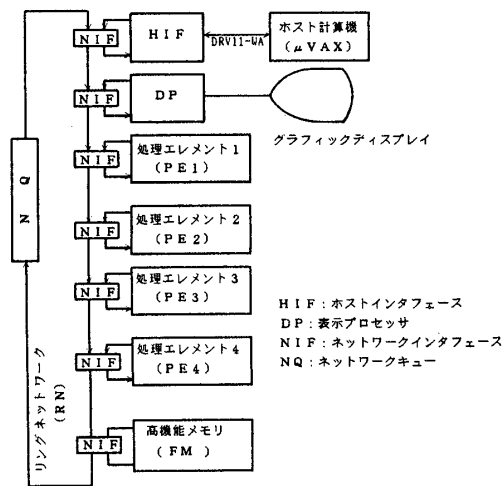 NIF
HIF
DRV11-WA
ホスト計算機
(μVAX)
NIF
DP
グラフィックディスプレイ
NIF
処理エレメント1
(PE1)
NQ
NIF
処理エレメント2
(PE2)
NIF
処理エレメント3
(PE3)
NIF
処理エレメント4
(PE4)
リングネットワーク
(RN)
NIF
高機能メモリ
(FM)
HIF:ホストインタフェース
DP:表示プロセッサ
NIF:ネットワークインタフェース
NQ:ネットワークキュー